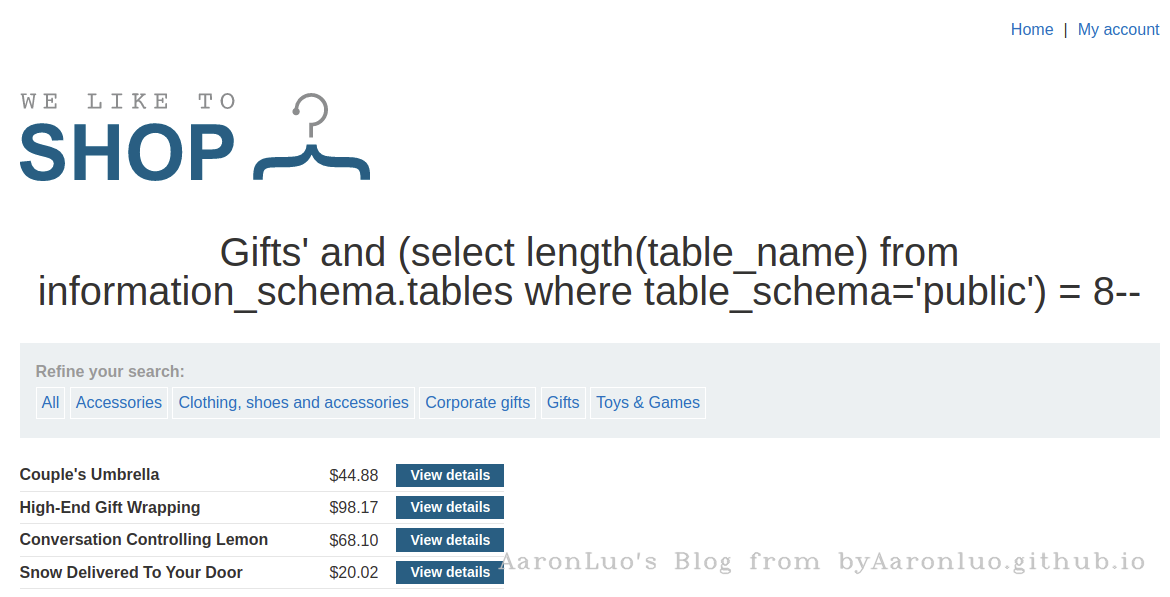 Home | My account
WE LIKE TO
SHOP
Gifts' and (select length(table_name) from
information_schema.tables where table_schema='public') = 8--
Refine your search:
All Accessories Clothing, shoes and accessories Corporate gifts Gifts Toys & Games
Couple's Umbrella $44.88 View details
High-End Gift Wrapping $98.17 View details
Conversation Controlling Lemon $68.10 View details
AaronLuo's Blog from byAaronluo.github.io
Snow Delivered To Your Door $20.02 View details